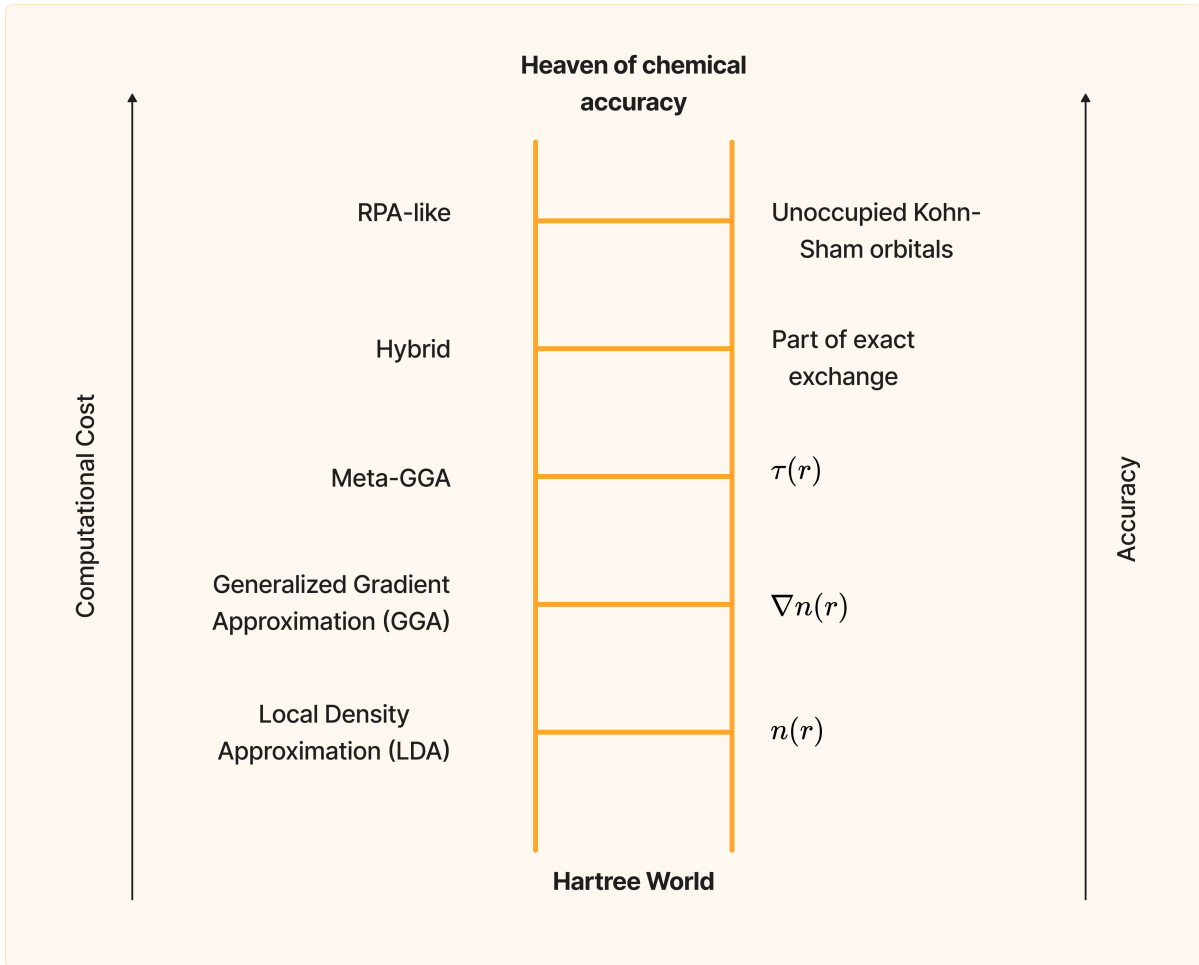 Heaven of chemical
accuracy
RPA-like
Unoccupied Kohn-
Sham orbitals
Hybrid
Part of exact
exchange
Meta-GGA
τ(r)
Generalized Gradient
Approximation (GGA)
∇n(r)
Local Density
Approximation (LDA)
n(r)
Hartree World
Computational Cost
Accuracy